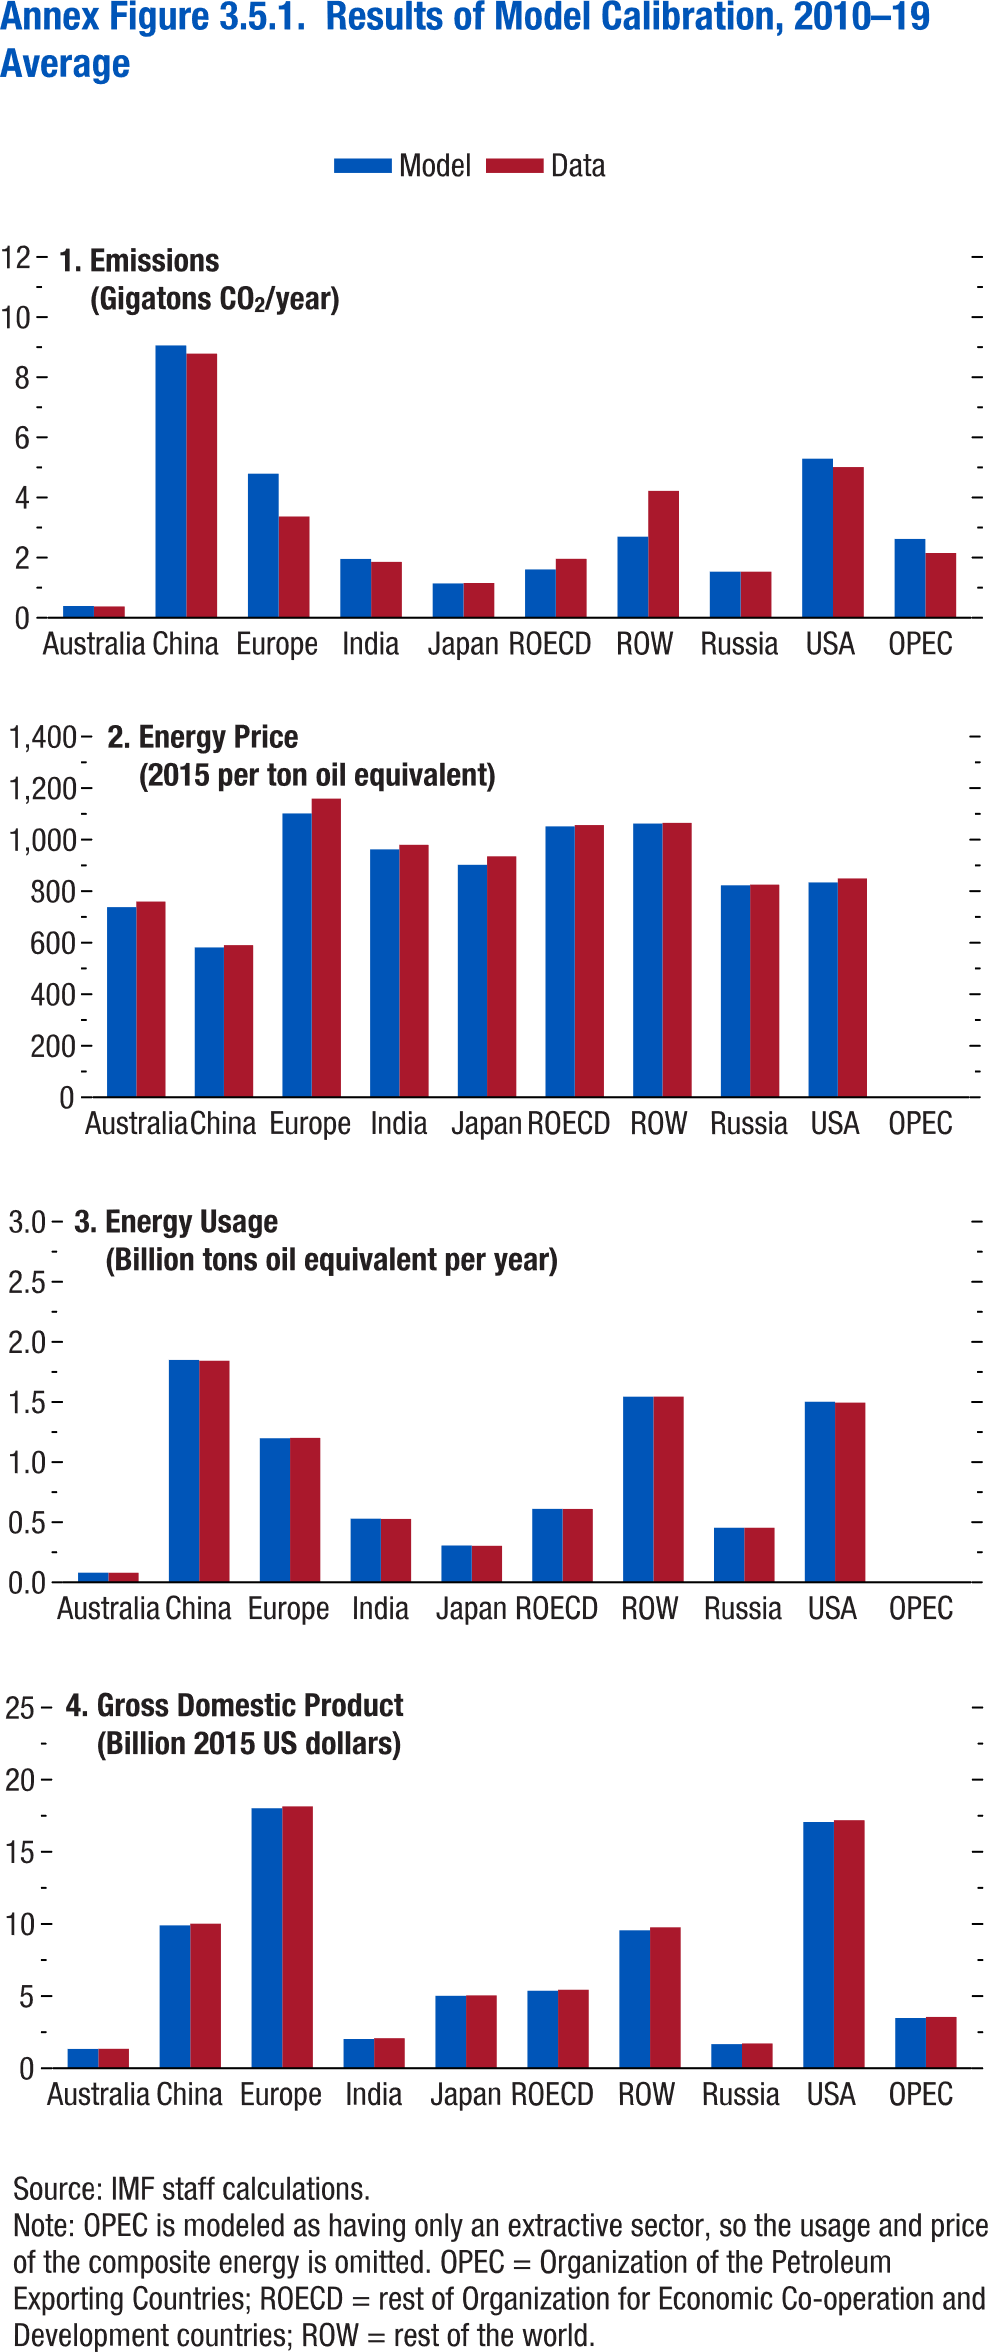 Annex Figure 3.5.1. Results of Model Calibration, 2010–19
Average
Model Data
1. Emissions
(Gigatons CO₂/year)
12
10
8
6
4
2
0
Australia China Europe India Japan ROECD ROW Russia USA OPEC
2. Energy Price
(2015 per ton oil equivalent)
1,400
1,200
1,000
800
600
400
200
0
Australia China Europe India Japan ROECD ROW Russia USA OPEC
3. Energy Usage
(Billion tons oil equivalent per year)
3.0
2.5
2.0
1.5
1.0
0.5
0.0
Australia China Europe India Japan ROECD ROW Russia USA OPEC
4. Gross Domestic Product
(Billion 2015 US dollars)
25
20
15
10
5
0
Australia China Europe India Japan ROECD ROW Russia USA OPEC
Source: IMF staff calculations.
Note: OPEC is modeled as having only an extractive sector, so the usage and price
of the composite energy is omitted. OPEC = Organization of the Petroleum
Exporting Countries; ROECD = rest of Organization for Economic Co-operation and
Development countries; ROW = rest of the world.